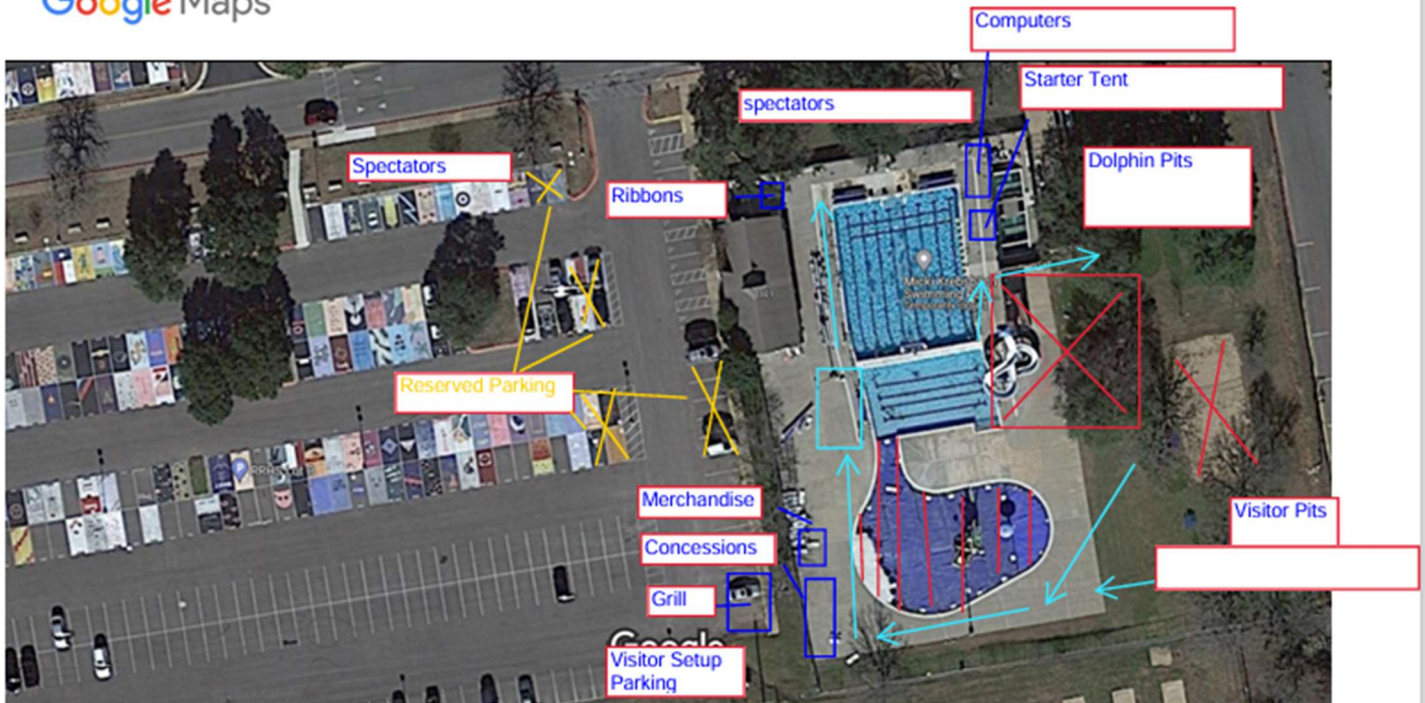 Google Maps
Computers
Starter Tent
spectators
Spectators
Dolphin Pits
Ribbons
Reserved Parking
Merchandise
Concessions
Visitor Pits
Grill
Google
Visitor Setup
Parking